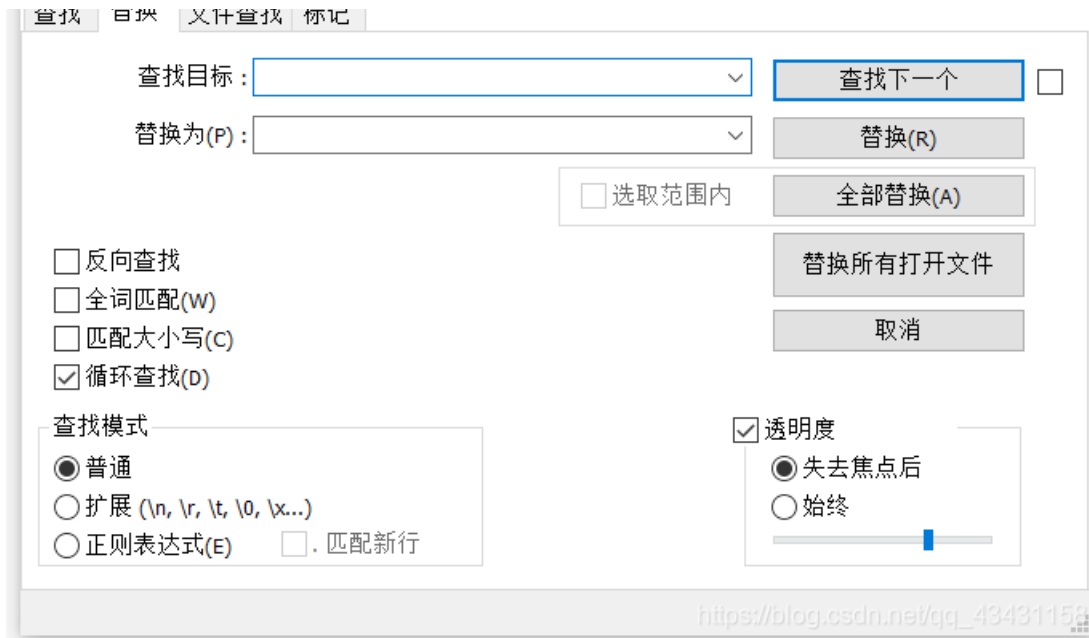 查找 替换 文件查找 标记
查找目标：
查找下一个
替换为(P)：
替换(R)
选取范围内
全部替换(A)
反向查找
替换所有打开文件
全词匹配(W)
匹配大小写(C)
取消
循环查找(D)
查找模式
透明度
普通
失去焦点后
扩展 (\n, \r, \t, \0, \x...)
始终
正则表达式(E)
. 匹配新行
https://blog.csdn.net/qq_43431158